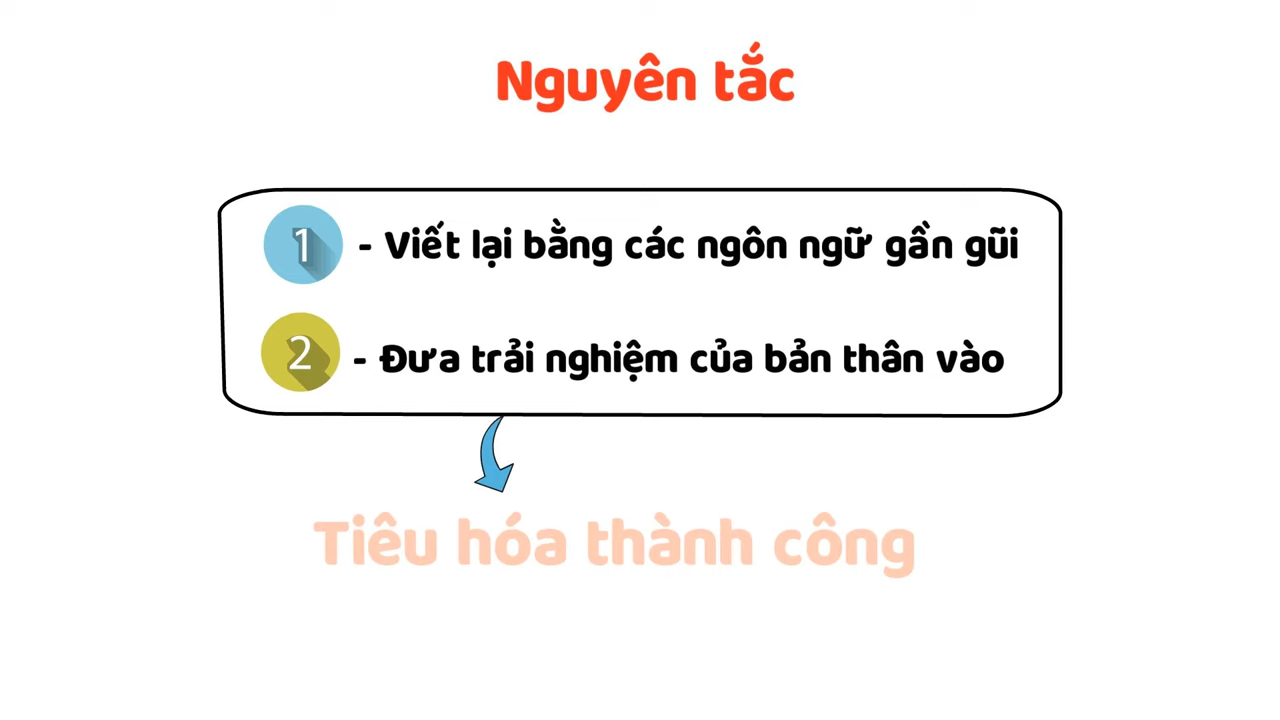 Nguyên tắc
1 - Viết lại bằng các ngôn ngữ gần gũi
2 - Đưa trải nghiệm của bản thân vào
Tiêu hóa thành công